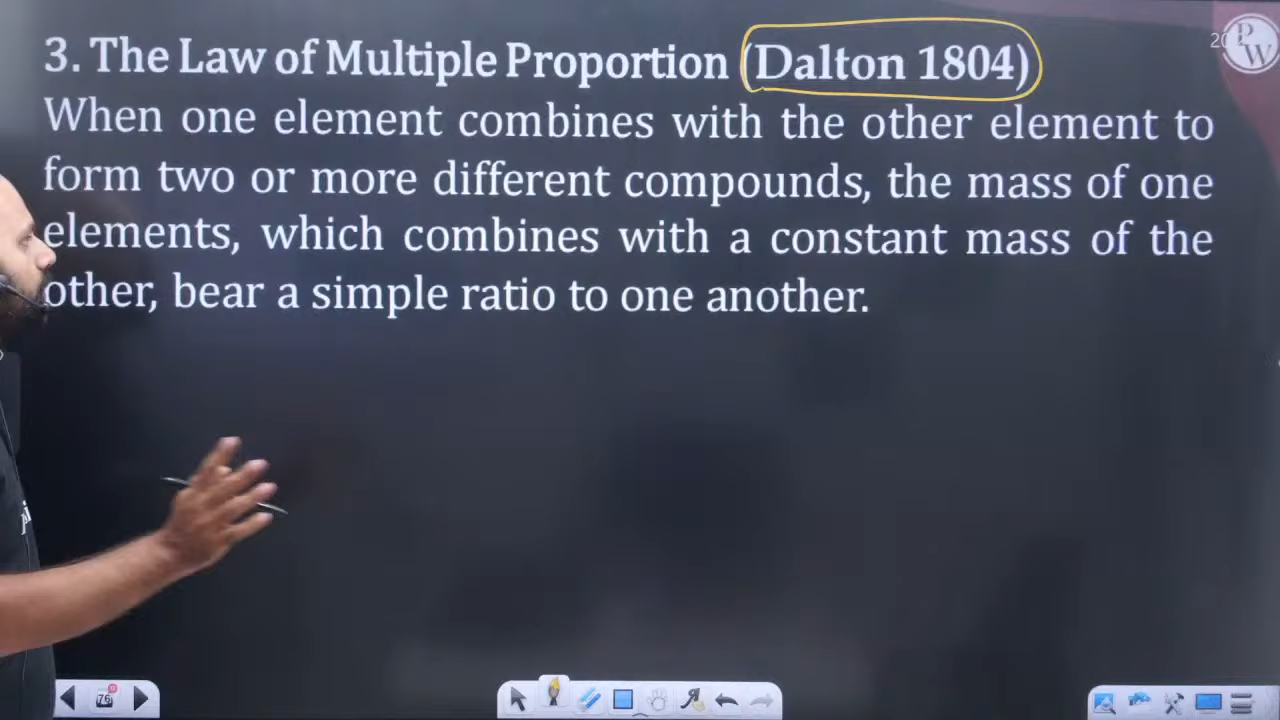 3. The Law of Multiple Proportion (Dalton 1804)
When one element combines with the other element to
form two or more different compounds, the mass of one
elements, which combines with a constant mass of the
other, bear a simple ratio to one another.
PW
76